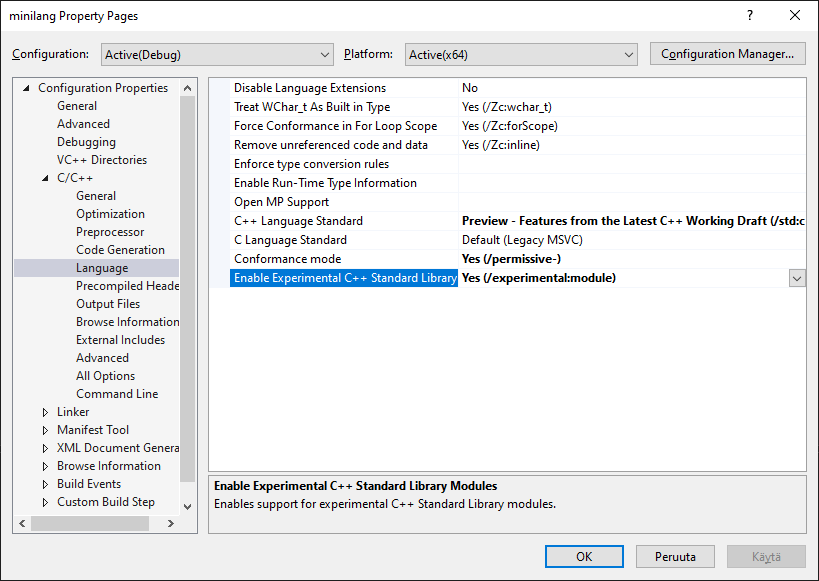 minilang Property Pages
? 
Configuration: Active(Debug) Platform: Active(x64) Configuration Manager...
Configuration Properties
General
Advanced
Debugging
VC++ Directories
C/C++
General
Optimization
Preprocessor
Code Generation
Language
Precompiled Heade
Output Files
Browse Information
External Includes
Advanced
All Options
Command Line
Linker
Manifest Tool
XML Document Genera
Browse Information
Build Events
Custom Build Step
Disable Language Extensions No
Treat WChar_t As Built in Type Yes (/Zc:wchar_t)
Force Conformance in For Loop Scope Yes (/Zc:forScope)
Remove unreferenced code and data Yes (/Zc:inline)
Enforce type conversion rules
Enable Run-Time Type Information
Open MP Support
C++ Language Standard Preview - Features from the Latest C++ Working Draft (/std:c
C Language Standard Default (Legacy MSVC)
Conformance mode Yes (/permissive-)
Enable Experimental C++ Standard Library Yes (/experimental:module)
Enable Experimental C++ Standard Library Modules
Enables support for experimental C++ Standard Library modules.
OK Peruuta Käytä